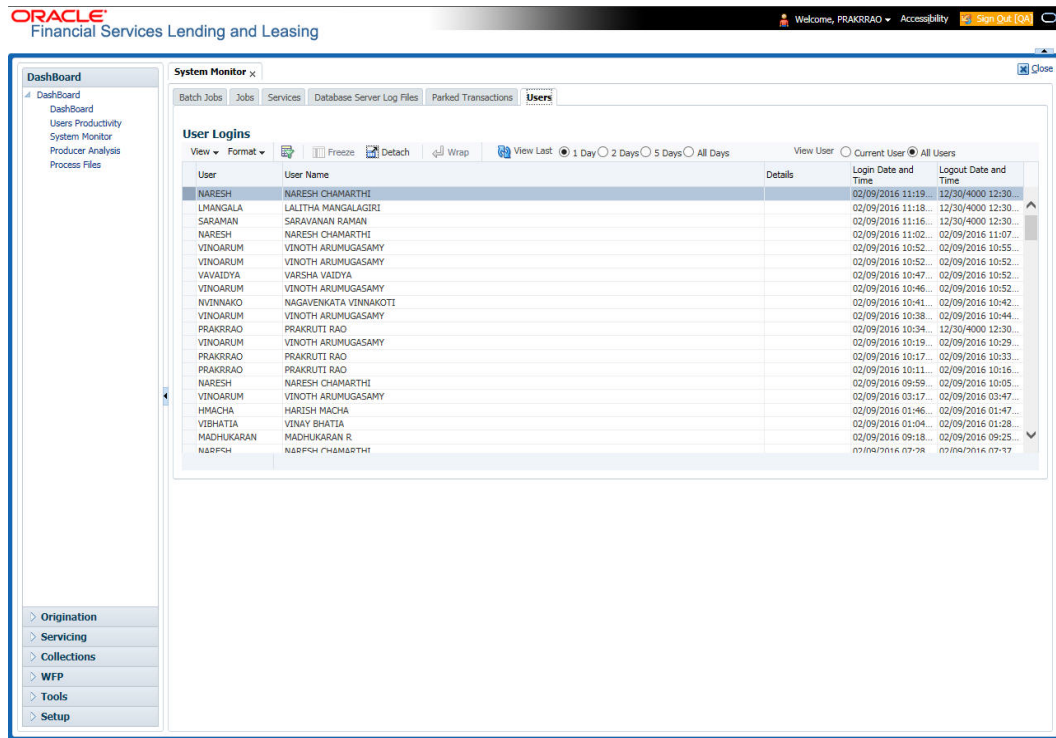 ORACLE
Financial Services Lending and Leasing
Welcome, PRAKRRAO Accessibility Sign Out [QA]
Close
DashBoard
DashBoard
DashBoard
Users Productivity
System Monitor
Producer Analysis
Process Files
Origination
Servicing
Collections
WFP
Tools
Setup
System Monitor x
Batch Jobs Jobs Services Database Server Log Files Parked Transactions Users
User Logins
View Format Freeze Detach Wrap View Last 1 Day 2 Days 5 Days All Days View User Current User All Users
User User Name Details Login Date and Time Logout Date and Time
NARESH NARESH CHAMARTHI 02/09/2016 11:19... 12/30/4000 12:30...
LMANGALA LALITHA MANGALAGIRI 02/09/2016 11:18... 12/30/4000 12:30...
SARAMAN SARAVANAN RAMAN 02/09/2016 11:16... 12/30/4000 12:30...
NARESH NARESH CHAMARTHI 02/09/2016 11:02... 02/09/2016 11:07...
VINOARUM VINOTH ARUMUGASAMY 02/09/2016 10:52... 02/09/2016 10:55...
VINOARUM VINOTH ARUMUGASAMY 02/09/2016 10:52... 02/09/2016 10:52...
VAVAIDYA VARSHA VAIDYA 02/09/2016 10:47... 02/09/2016 10:52...
VINOARUM VINOTH ARUMUGASAMY 02/09/2016 10:46... 02/09/2016 10:52...
NVINNAKO NAGAVENKATA VINNAKOTI 02/09/2016 10:41... 02/09/2016 10:42...
VINOARUM VINOTH ARUMUGASAMY 02/09/2016 10:38... 02/09/2016 10:44...
PRAKRRAO PRAKRUTI RAO 02/09/2016 10:34... 12/30/4000 12:30...
VINOARUM VINOTH ARUMUGASAMY 02/09/2016 10:19... 02/09/2016 10:29...
PRAKRRAO PRAKRUTI RAO 02/09/2016 10:17... 02/09/2016 10:33...
PRAKRRAO PRAKRUTI RAO 02/09/2016 10:11... 02/09/2016 10:16...
NARESH NARESH CHAMARTHI 02/09/2016 09:59... 02/09/2016 10:05...
VINOARUM VINOTH ARUMUGASAMY 02/09/2016 03:17... 02/09/2016 03:47...
HMACHA HARISH MACHA 02/09/2016 01:46... 02/09/2016 01:47...
VIBHATIA VINAY BHATIA 02/09/2016 01:04... 02/09/2016 01:28...
MADHUKARAN MADHUKARAN R 02/09/2016 09:18... 02/09/2016 09:25...
NARESH NARESH CHAMARTHI 02/09/2016 07:28... 02/09/2016 07:37...